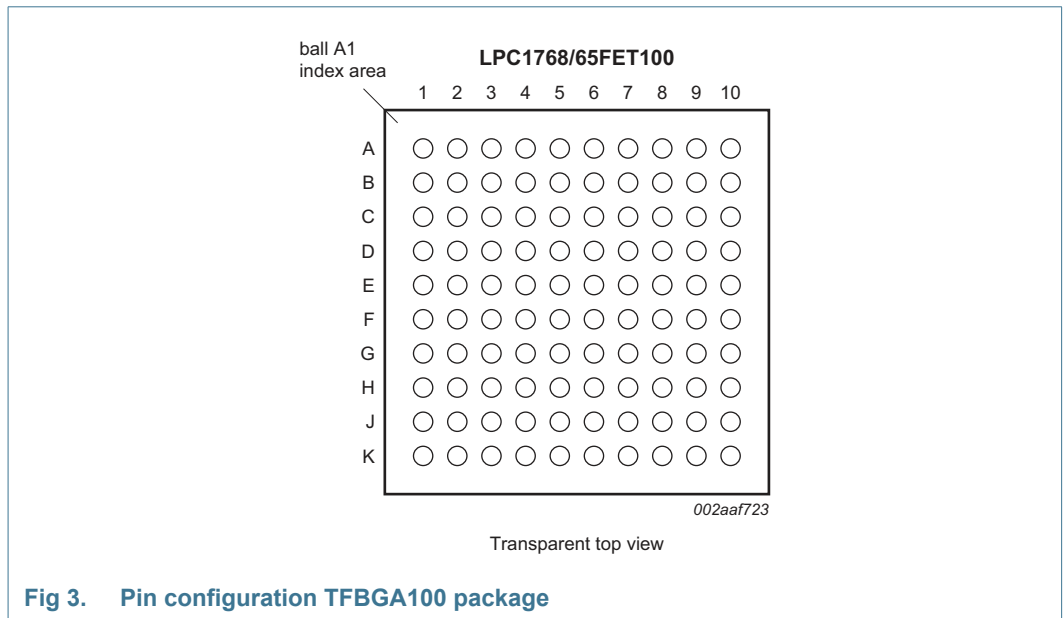 ball A1
index area
LPC1768/65FET100
1 2 3 4 5 6 7 8 9 10
A
B
C
D
E
F
G
H
J
K
002aaf723
Transparent top view
Fig 3. Pin configuration TFBGA100 package